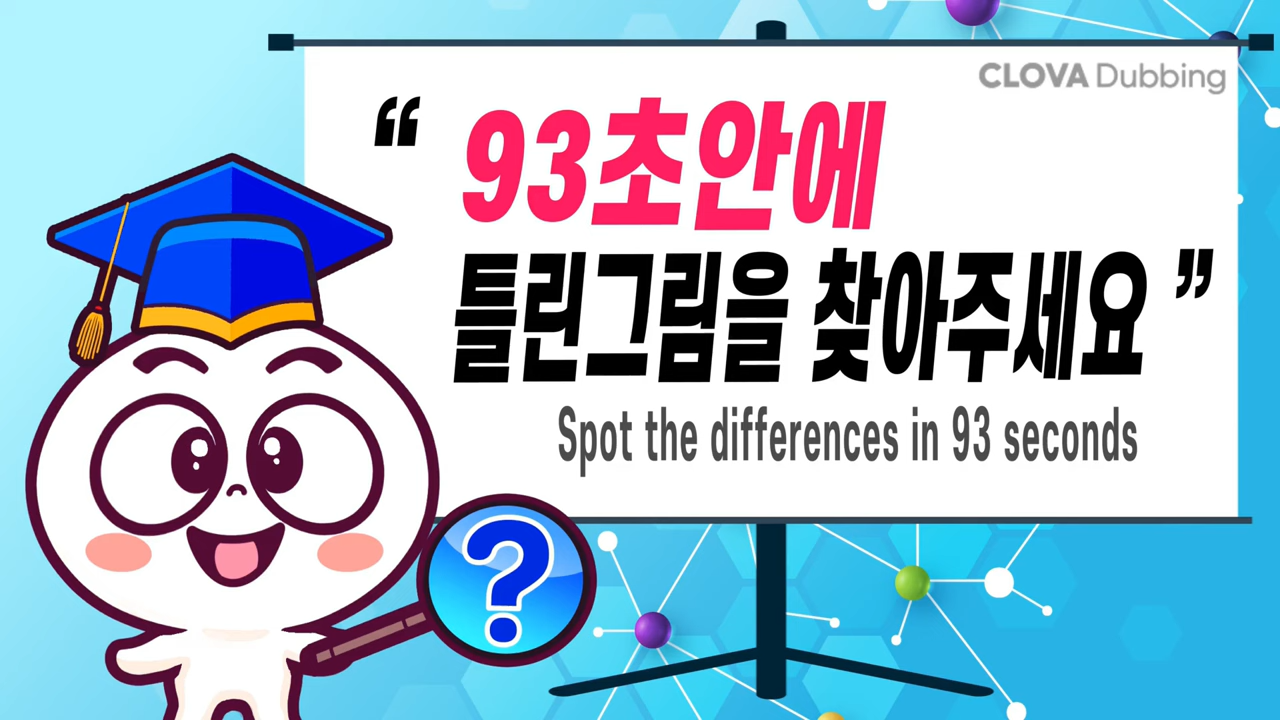 CLOVA Dubbing
“ 93초안에
틀린그림을 찾아주세요 ”
Spot the differences in 93 seconds
?